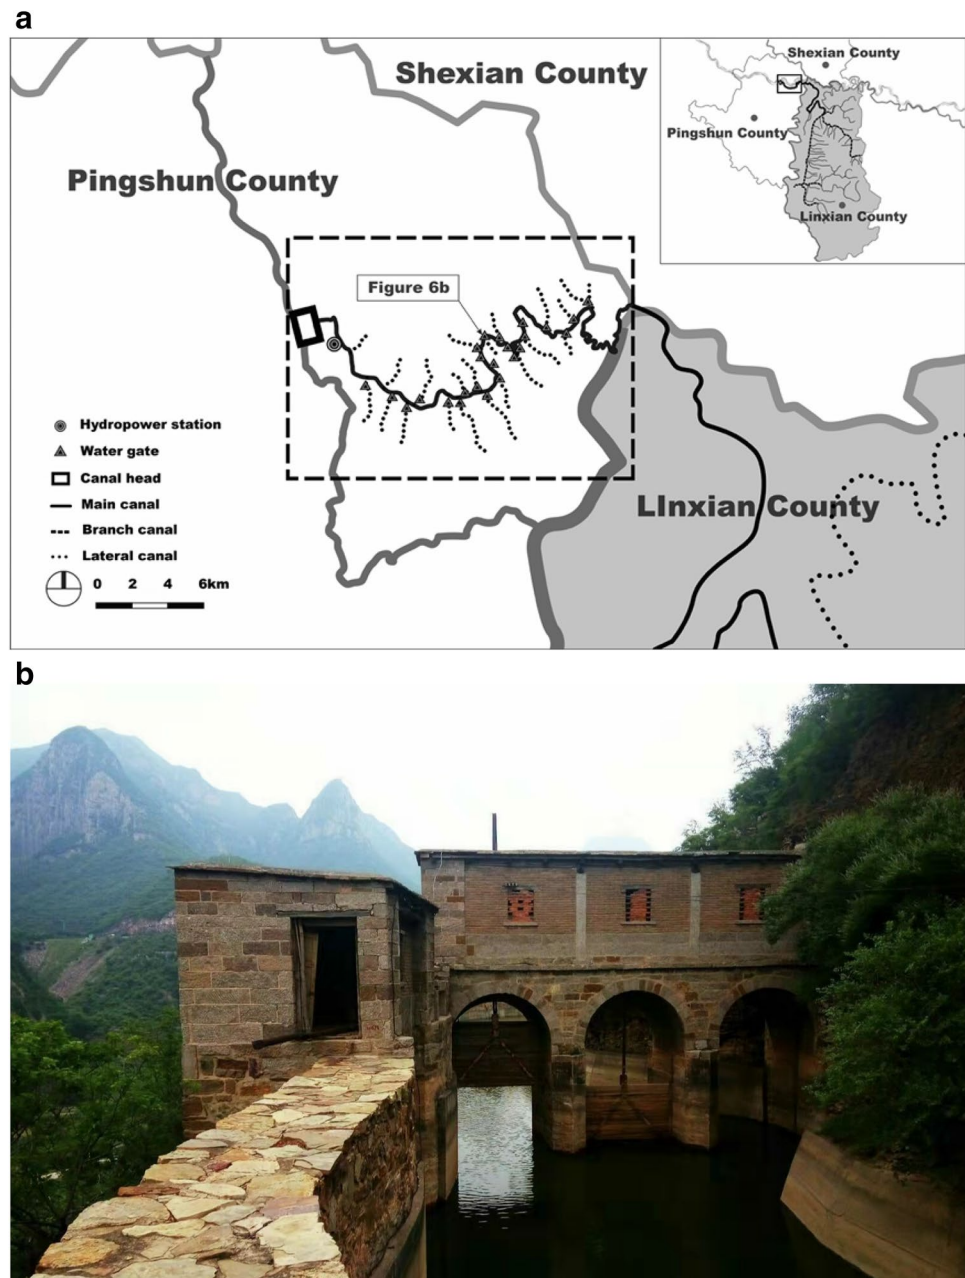 a
Shexian County
Pingshun County
Figure 6b
Hydropower station
Water gate
Canal head
Main canal
Branch canal
Lateral canal
0 2 4 6km
LInxian County
Shexian County
Pingshun County
Linxian County
b